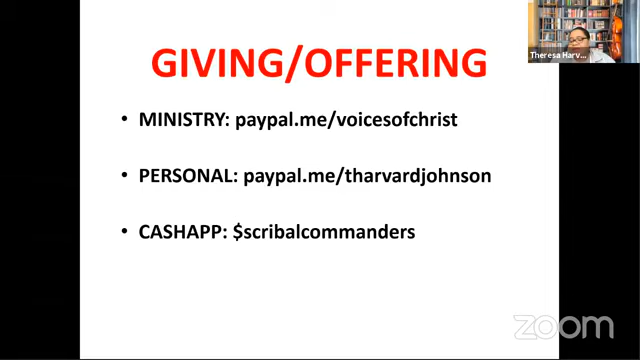 GIVING/OFFERING
Theresa Harv...
• MINISTRY: paypal.me/voicesofchrist
• PERSONAL: paypal.me/tharvardjohnson
• CASHAPP: $scribalcommanders
zoom